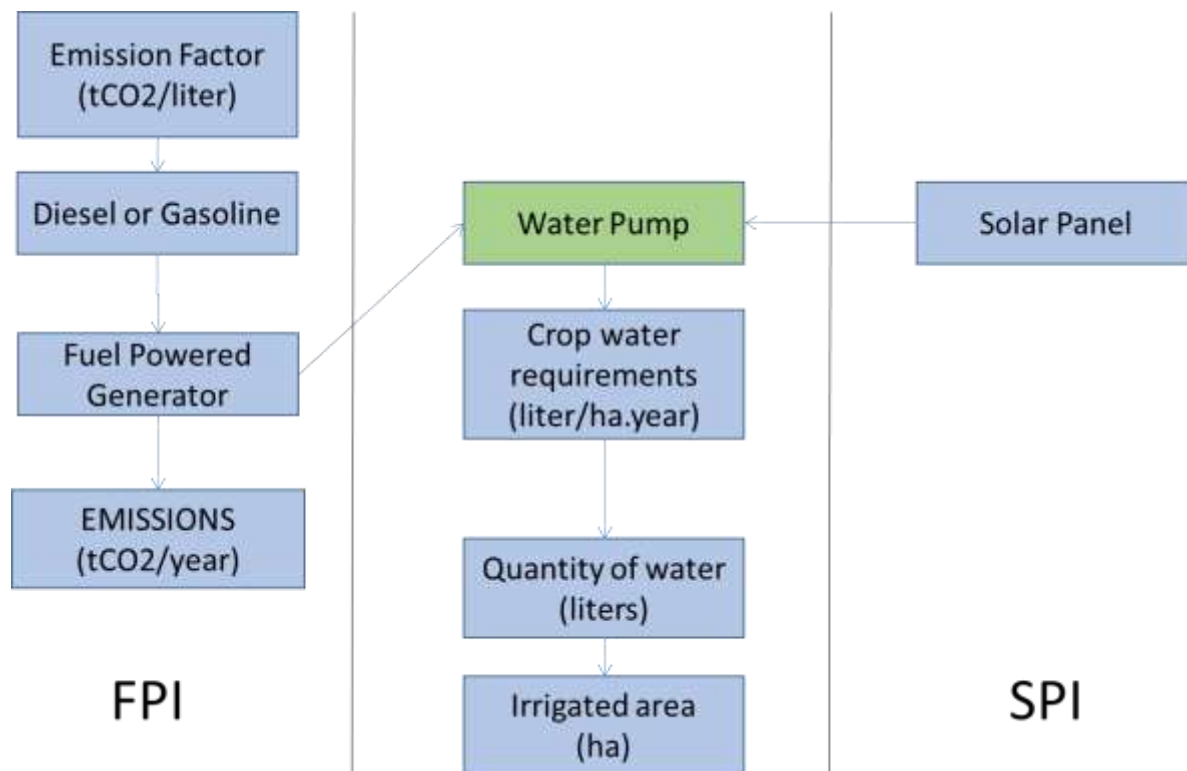 Emission Factor
(tCO2/liter)
Diesel or Gasoline
Fuel Powered
Generator
EMISSIONS
(tCO2/year)
FPI
Water Pump
Crop water
requirements
(liter/ha.year)
Quantity of water
(liters)
Irrigated area
(ha)
Solar Panel
SPI